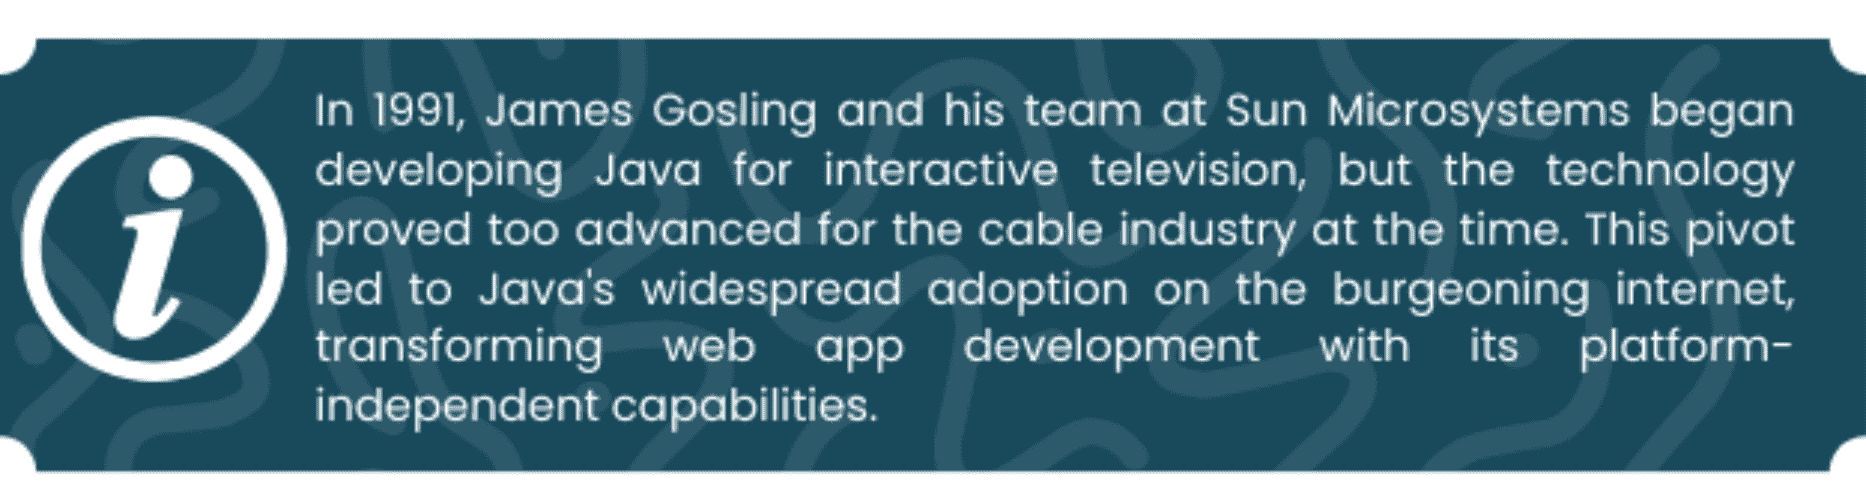 In 1991, James Gosling and his team at Sun Microsystems began
developing Java for interactive television, but the technology
proved too advanced for the cable industry at the time. This pivot
led to Java's widespread adoption on the burgeoning internet,
transforming web app development with its platform-
independent capabilities.